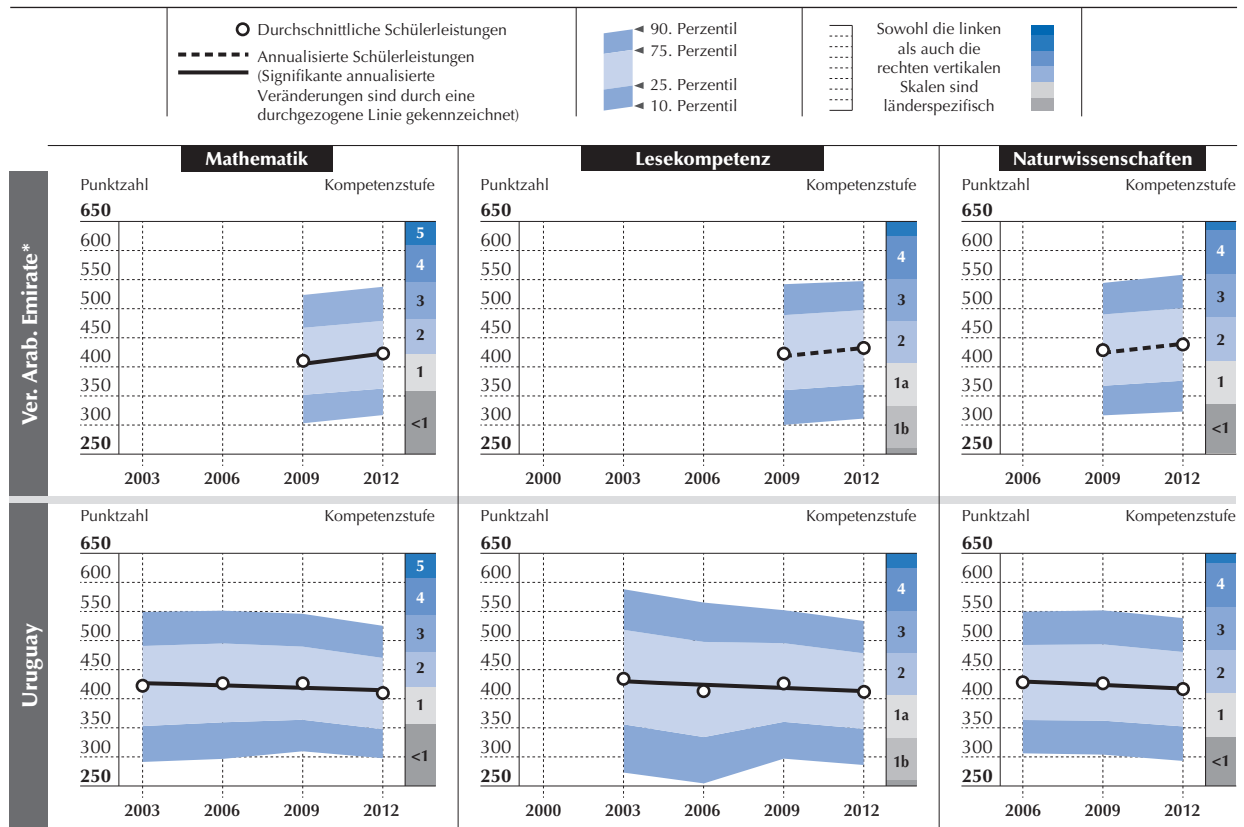 Durchschnittliche Schülerleistungen
Annualisierte Schülerleistungen
(Signifikante annualisierte
Veränderungen sind durch eine
durchgezogene Linie gekennzeichnet)
90. Perzentil
75. Perzentil
25. Perzentil
10. Perzentil
Sowohl die linken
als auch die
rechten vertikalen
Skalen sind
länderspezifisch
Mathematik
Lesekompetenz
Naturwissenschaften
Ver. Arab. Emirate*
Punktzahl Kompetenzstufe
650
600
550
500
450
400
350
300
250
5
4
3
2
1
<1
2003 2006 2009 2012
Punktzahl Kompetenzstufe
650
600
550
500
450
400
350
300
250
4
3
2
1a
1b
2000 2003 2006 2009 2012
Punktzahl Kompetenzstufe
650
600
550
500
450
400
350
300
250
4
3
2
1
<1
2006 2009 2012
Uruguay
Punktzahl Kompetenzstufe
650
600
550
500
450
400
350
300
250
5
4
3
2
1
<1
2003 2006 2009 2012
Punktzahl Kompetenzstufe
650
600
550
500
450
400
350
300
250
4
3
2
1a
1b
2000 2003 2006 2009 2012
Punktzahl Kompetenzstufe
650
600
550
500
450
400
350
300
250
4
3
2
1
<1
2006 2009 2012